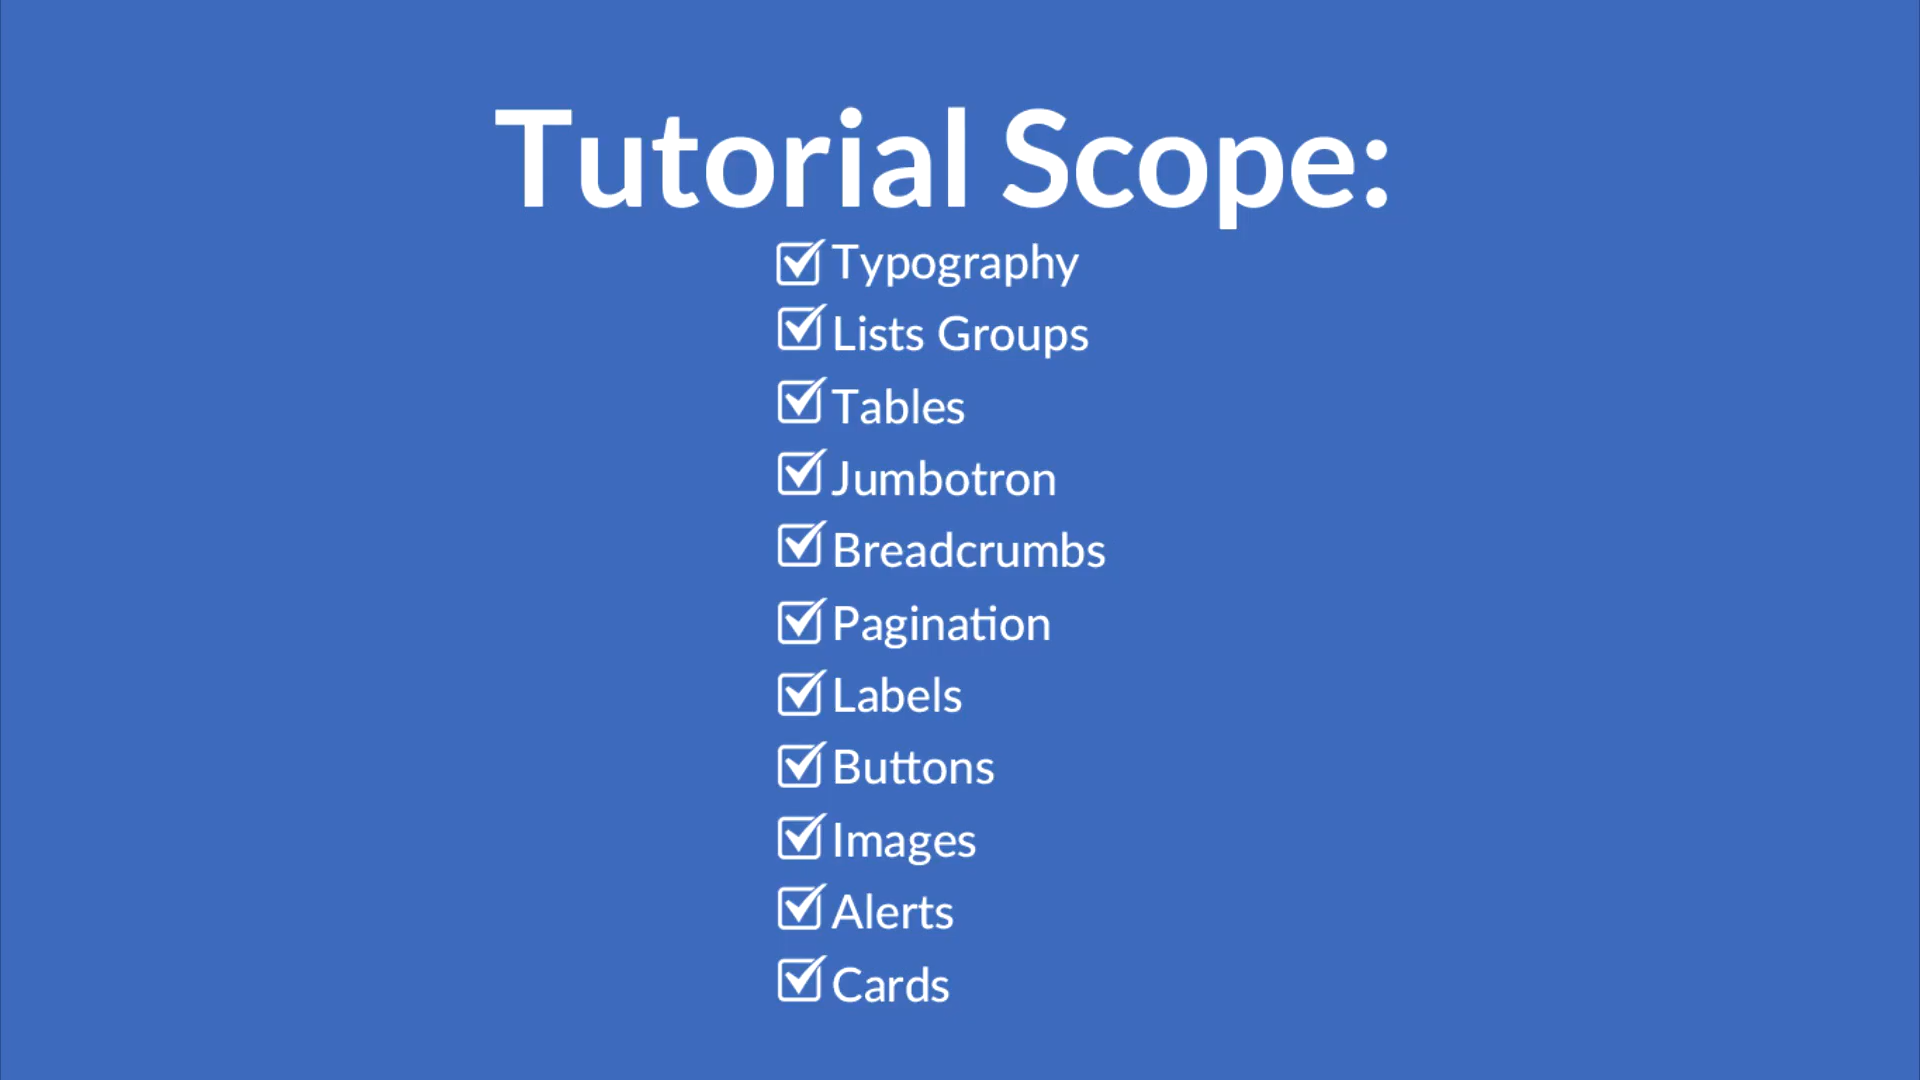 Tutorial Scope:
Typography
Lists Groups
Tables
Jumbotron
Breadcrumbs
Pagination
Labels
Buttons
Images
Alerts
Cards